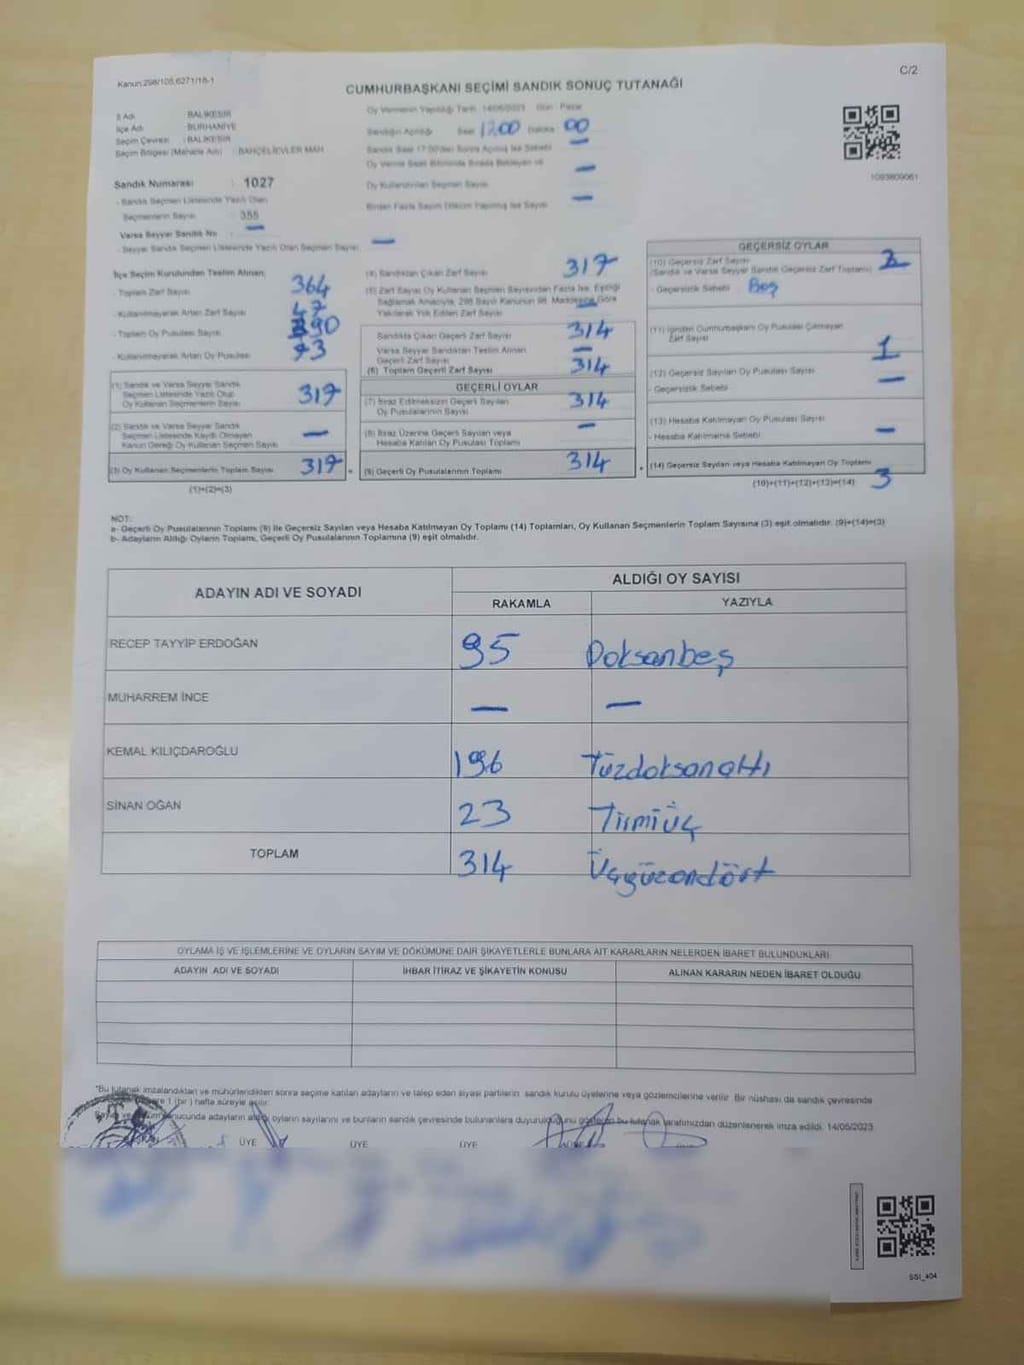 Kanun:298/105,6271/18-1
C/2
CUMHURBAŞKANI SEÇİMİ SANDIK SONUÇ TUTANAĞI
İl Adı BALIKESİR
İlçe Adı BURHANİYE
Seçim Çevresi : BALIKESİR
Seçim Bölgesi (Mahalle Adı) : BAHÇELİEVLER MAH
Oy Vermenin Yapıldığı Tarih 14/05/2023 Gün Pazar
Sandığın Açıldığı Saat 17.00 Dakika 00
Sandık Saat 17:00'den Sonra Açılmış İse Sebebi —
Oy Verme Saati Bitiminde Sırada Bekleyen ve
Oy Kullandırılan Seçmen Sayısı —
Birden Fazla Sayım Döküm Yapılmış İse Sayısı —
1093809061
Sandık Numarası : 1027
- Sandık Seçmen Listesinde Yazılı Olan
Seçmenlerin Sayısı : 355
Varsa Seyyar Sandık No —
- Seyyar Sandık Seçmen Listesinde Yazılı Olan Seçmen Sayısı —
İlçe Seçim Kurulundan Teslim Alınan;
- Toplam Zarf Sayısı 364
- Kullanılmayarak Artan Zarf Sayısı 47
- Toplam Oy Pusulası Sayısı 390
- Kullanılmayarak Artan Oy Pusulası 73
(1) Sandık ve Varsa Seyyar Sandık
Seçmen Listesinde Yazılı Olup
Oy Kullanan Seçmenlerin Sayısı 317
(2) Sandık ve Varsa Seyyar Sandık
Seçmen Listesinde Kaydı Olmayan
Kanun Gereği Oy Kullanan Seçmen Sayısı —
(3) Oy Kullanan Seçmenlerin Toplam Sayısı 317 =
(1)+(2)=(3)
(4) Sandıktan Çıkan Zarf Sayısı 317
(5) Zarf Sayısı Oy Kullanan Seçmen Sayısından Fazla İse, Eşitliği
Sağlamak Amacıyla, 298 Sayılı Kanunun 98. Maddesine Göre
Yakılarak Yok Edilen Zarf Sayısı —
Sandıkta Çıkan Geçerli Zarf Sayısı 314
Varsa Seyyar Sandıktan Teslim Alınan
Geçerli Zarf Sayısı —
(6) Toplam Geçerli Zarf Sayısı 314
GEÇERLİ OYLAR
(7) İtiraz Edilmeksizin Geçerli Sayılan
Oy Pusulalarının Sayısı 314
(8) İtiraz Üzerine Geçerli Sayılan veya
Hesaba Katılan Oy Pusulası Toplamı —
(9) Geçerli Oy Pusulalarının Toplamı 314 +
GEÇERSİZ OYLAR
(10) Geçersiz Zarf Sayısı
(Sandık ve Varsa Seyyar Sandık Geçersiz Zarf Toplamı) 2
- Geçersizlik Sebebi Boş
(11) İçinden Cumhurbaşkanı Oy Pusulası Çıkmayan
Zarf Sayısı 1
(12) Geçersiz Sayılan Oy Pusulası Sayısı —
- Geçersizlik Sebebi
(13) Hesaba Katılmayan Oy Pusulası Sayısı —
- Hesaba Katılmama Sebebi
(14) Geçersiz Sayılan veya Hesaba Katılmayan Oy Toplamı 3
(10)+(11)+(12)+(13)=(14)
NOT:
a- Geçerli Oy Pusulalarının Toplamı (9) ile Geçersiz Sayılan veya Hesaba Katılmayan Oy Toplamı (14) Toplamları, Oy Kullanan Seçmenlerin Toplam Sayısına (3) eşit olmalıdır. (9)+(14)=(3)
b- Adayların Aldığı Oyların Toplamı, Geçerli Oy Pusulalarının Toplamına (9) eşit olmalıdır.
ADAYIN ADI VE SOYADI
ALDIĞI OY SAYISI
RAKAMLA YAZIYLA
RECEP TAYYİP ERDOĞAN 95 Doksanbeş
MUHARREM İNCE — —
KEMAL KILIÇDAROĞLU 196 Yüzdoksanaltı
SİNAN OĞAN 23 Yirmiüç
TOPLAM 314 Üçyüzondört
OYLAMA İŞ VE İŞLEMLERİNE VE OYLARIN SAYIM VE DÖKÜMÜNE DAİR ŞİKAYETLERLE BUNLARA AİT KARARLARIN NELERDEN İBARET BULUNDUKLARI
ADAYIN ADI VE SOYADI İHBAR İTİRAZ VE ŞİKAYETİN KONUSU ALINAN KARARIN NEDEN İBARET OLDUĞU
"Bu tutanak imzalandıktan ve mühürlendikten sonra seçime katılan adayların ve talep eden siyasi partilerin sandık kurulu üyelerine veya gözlemcilerine verilir. Bir nüshası da sandık çevresinde
1 (bir) hafta süreyle asılır.
adayların aldığı oyların sayılarını ve bunların sandık çevresinde bulunanlara duyurulduğunu gösteren bu tutanak tarafımızdan düzenlenerek imza edildi. 14/05/2023
ÜYE ÜYE ÜYE
SSI_404